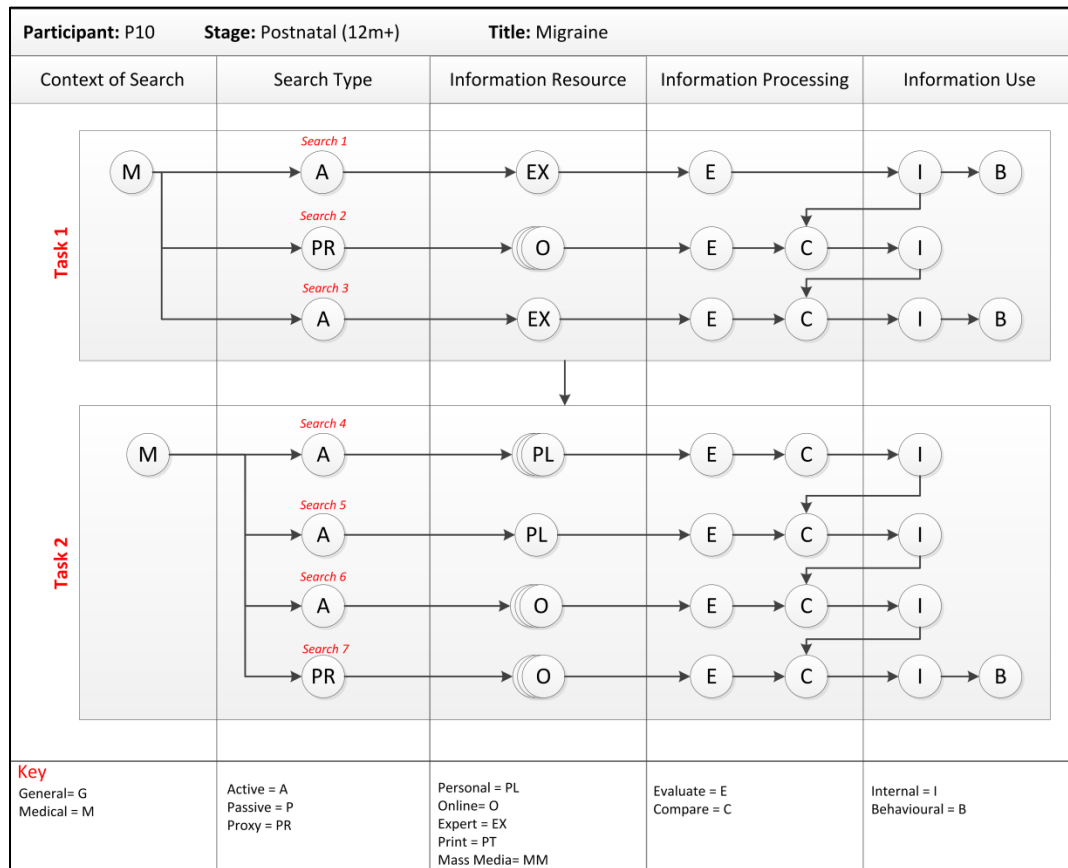 Participant: P10 Stage: Postnatal (12m+) Title: Migraine
Context of Search Search Type Information Resource Information Processing Information Use
Task 1
Search 1
M A EX E I B
Search 2
PR O E C I
Search 3
A EX E C I B
Task 2
Search 4
M A PL E C I
Search 5
A PL E C I
Search 6
A O E C I
Search 7
PR O E C I B
Key
General= G
Medical = M
Active = A
Passive = P
Proxy = PR
Personal = PL
Online= O
Expert = EX
Print = PT
Mass Media= MM
Evaluate = E
Compare = C
Internal = I
Behavioural = B